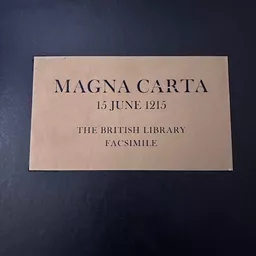 MAGNA CARTA
15 JUNE 1215
THE BRITISH LIBRARY
FACSIMILE